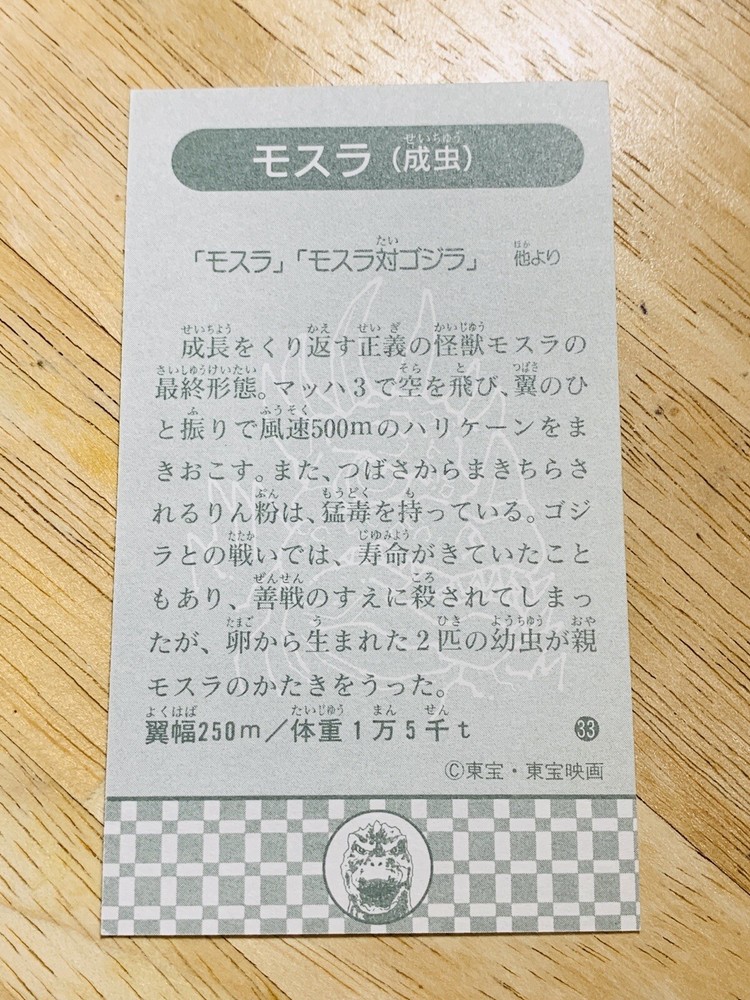 モスラ（成虫）
「モスラ」「モスラ対ゴジラ」 他より
成長をくり返す正義の怪獣モスラの
最終形態。マッハ３で空を飛び、翼のひ
と振りで風速500ｍのハリケーンをま
きおこす。また、つばさからまきちらさ
れるりん粉は、猛毒を持っている。ゴジ
ラとの戦いでは、寿命がきていたこと
もあり、善戦のすえに殺されてしまっ
たが、卵から生まれた２匹の幼虫が親
モスラのかたきをうった。
翼幅250ｍ／体重１万５千ｔ
33
©東宝・東宝映画